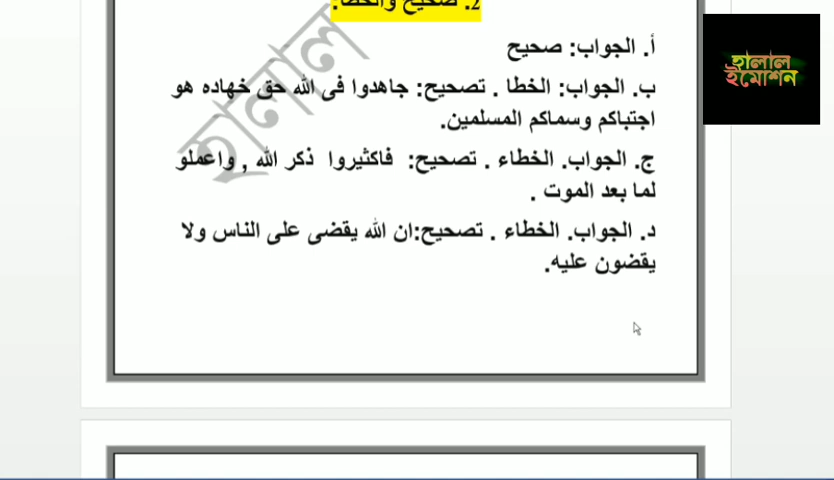 2. صحيح والخطا:
أ. الجواب: صحيح
ب. الجواب: الخطا . تصحيح: جاهدوا فى الله حق خهاده هو
اجتباكم وسماكم المسلمين.
ج. الجواب. الخطاء . تصحيح: فاكثيروا ذكر الله , واعملو
لما بعد الموت .
د. الجواب. الخطاء . تصحيح:ان الله يقضى على الناس ولا
يقضون عليه.
হালাল
ইমোশন
হালাল